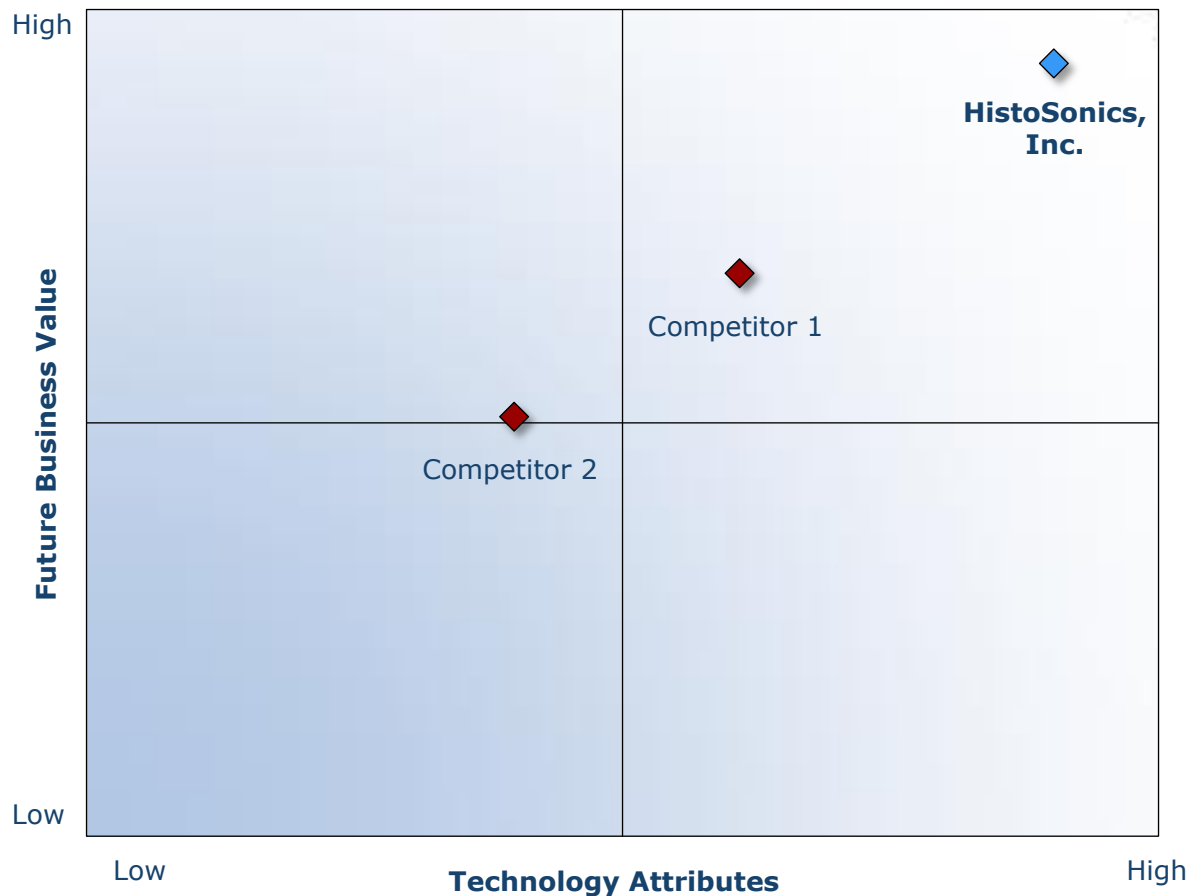 High
HistoSonics,
Inc.
Competitor 1
Competitor 2
Future Business Value
Low
Low
Technology Attributes
High